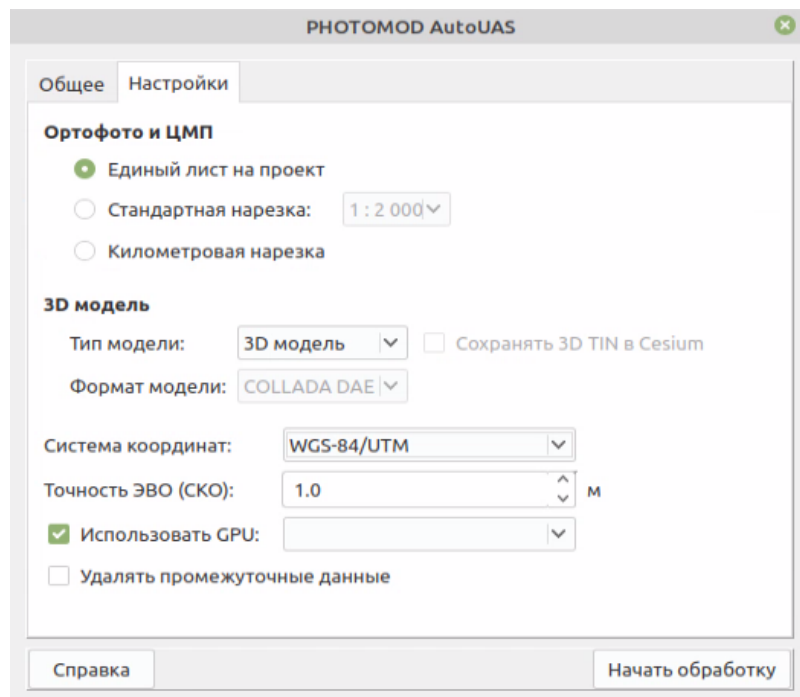 PHOTOMOD AutoUAS
Общее Настройки
Ортофото и ЦМП
Единый лист на проект
Стандартная нарезка: 1 : 2 000
Километровая нарезка
3D модель
Тип модели: 3D модель Сохранять 3D TIN в Cesium
Формат модели: COLLADA DAE
Система координат: WGS-84/UTM
Точность ЭВО (СКО): 1.0 м
Использовать GPU:
Удалять промежуточные данные
Справка Начать обработку